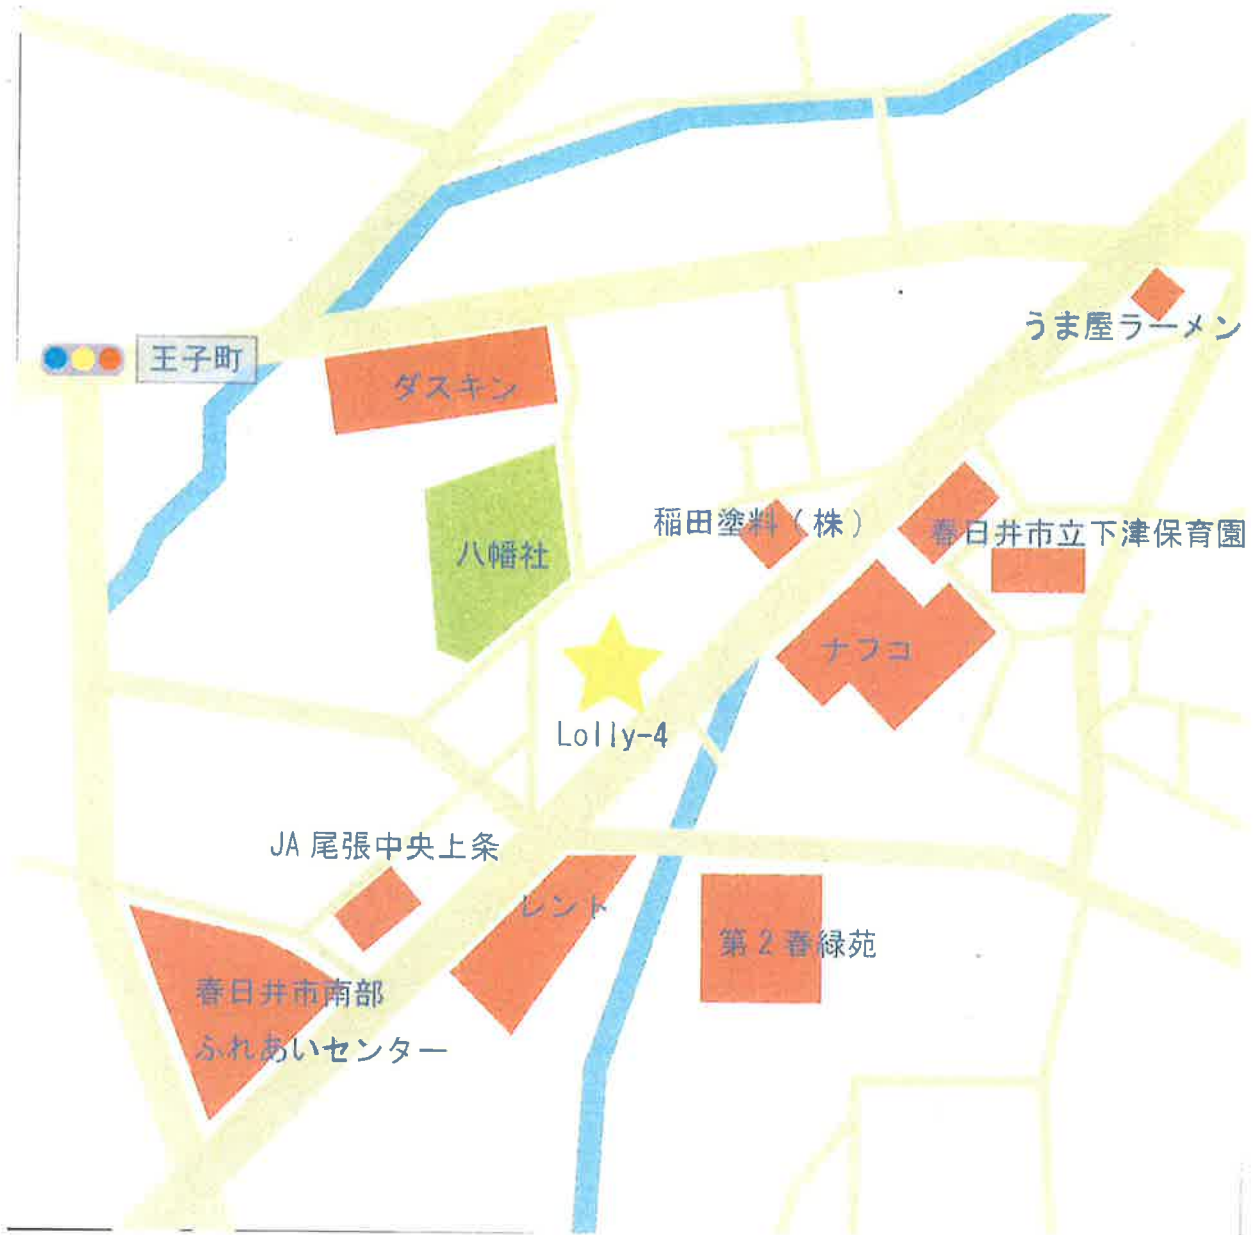 うま屋ラーメン
王子町
ダスキン
稲田塗料（株）
春日井市立下津保育園
八幡社
ナフコ
Lolly-4
JA 尾張中央上条
レント
第２春緑苑
春日井市南部
ふれあいセンター